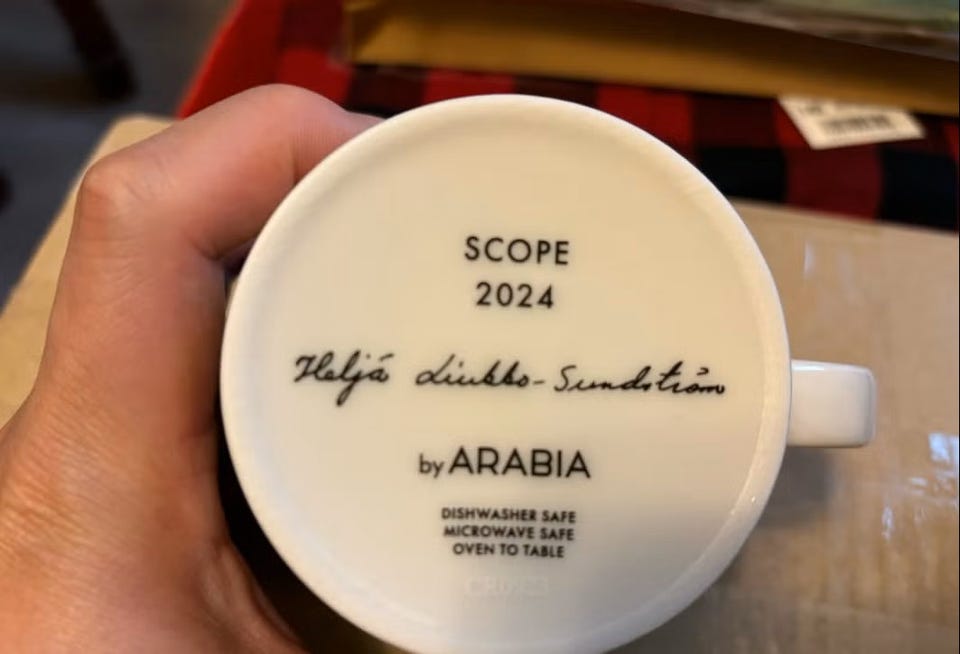 SCOPE
2024
Heljä Liukko-Sundström
by ARABIA
DISHWASHER SAFE
MICROWAVE SAFE
OVEN TO TABLE